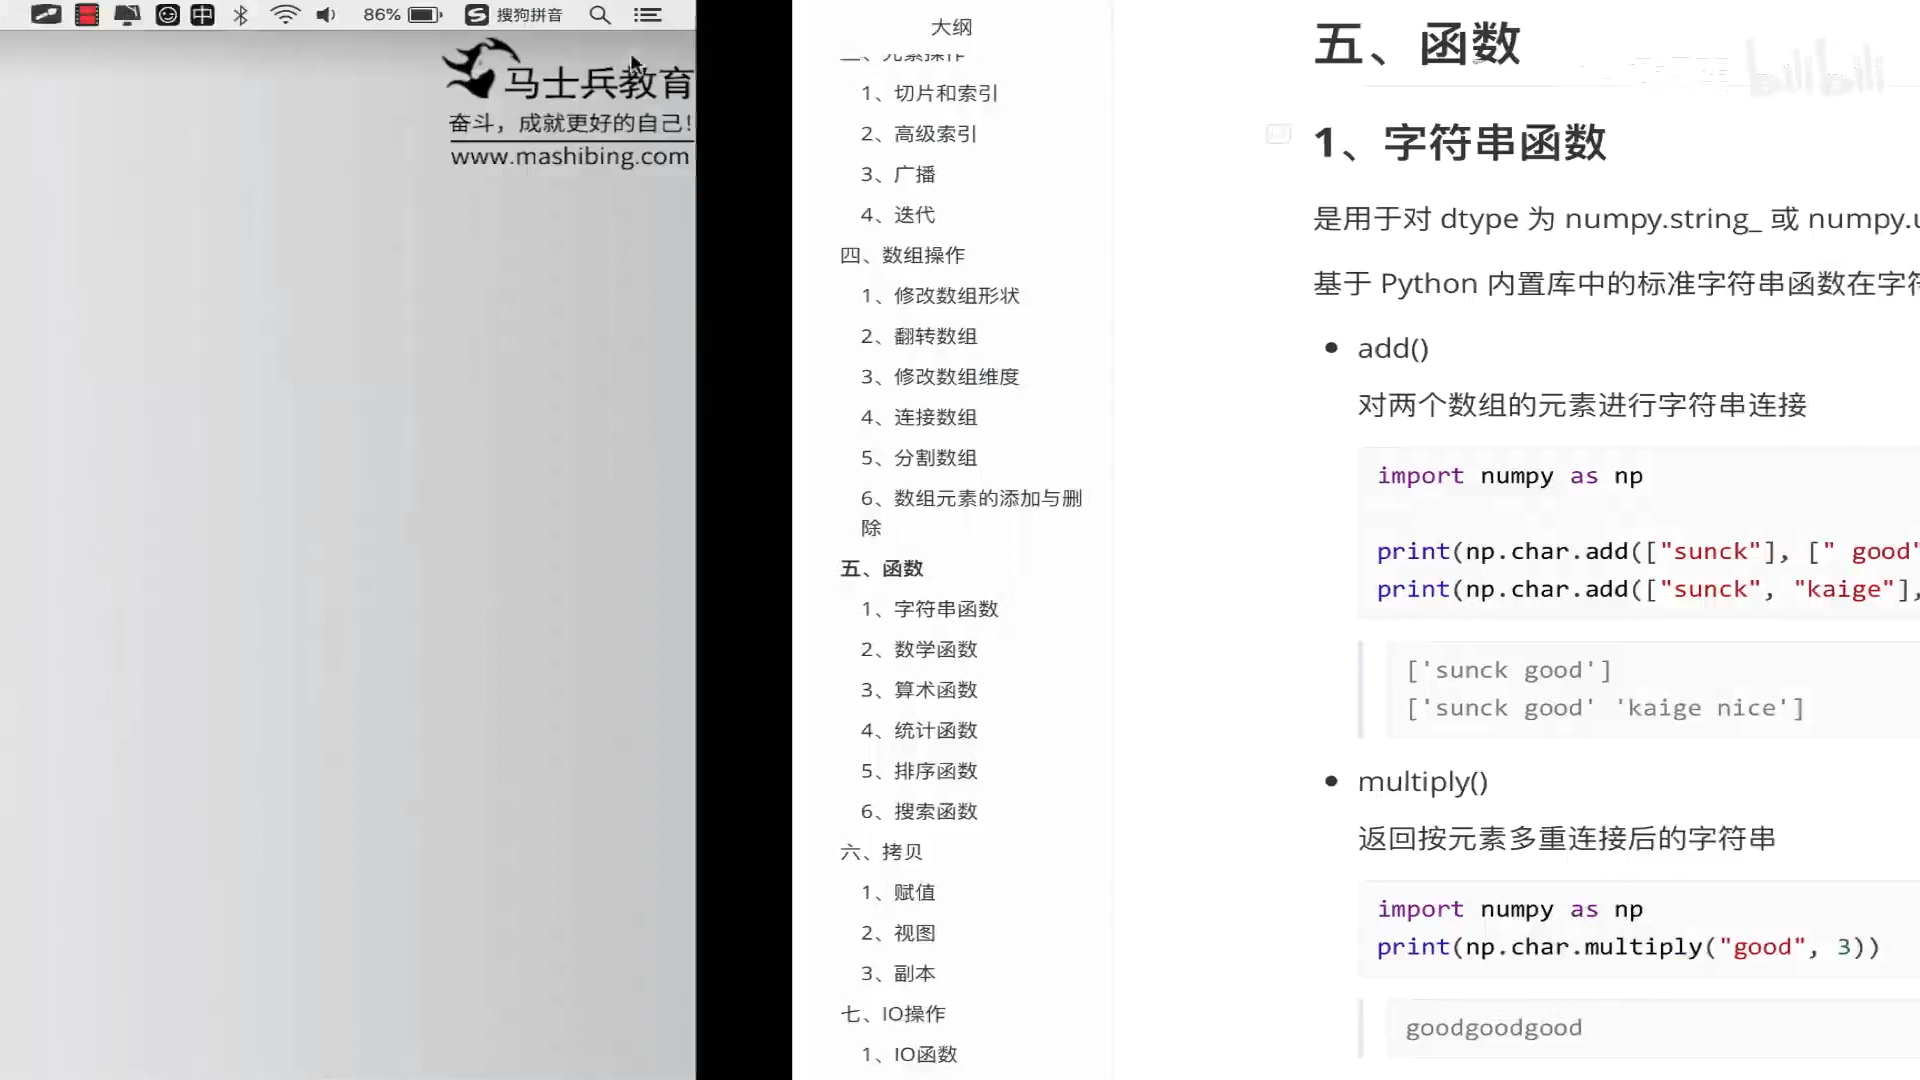 中
86%
搜狗拼音
马士兵教育
奋斗，成就更好的自己！
www.mashibing.com
大纲
三、元素操作
1、切片和索引
2、高级索引
3、广播
4、迭代
四、数组操作
1、修改数组形状
2、翻转数组
3、修改数组维度
4、连接数组
5、分割数组
6、数组元素的添加与删
除
五、函数
1、字符串函数
2、数学函数
3、算术函数
4、统计函数
5、排序函数
6、搜索函数
六、拷贝
1、赋值
2、视图
3、副本
七、IO操作
1、IO函数
五、函数
bilibili
1、字符串函数
是用于对 dtype 为 numpy.string_ 或 numpy.u
基于 Python 内置库中的标准字符串函数在字符
add()
对两个数组的元素进行字符串连接
import numpy as np
print(np.char.add(["sunck"], [" good"
print(np.char.add(["sunck", "kaige"],
['sunck good']
['sunck good' 'kaige nice']
multiply()
返回按元素多重连接后的字符串
import numpy as np
print(np.char.multiply("good", 3))
goodgoodgood